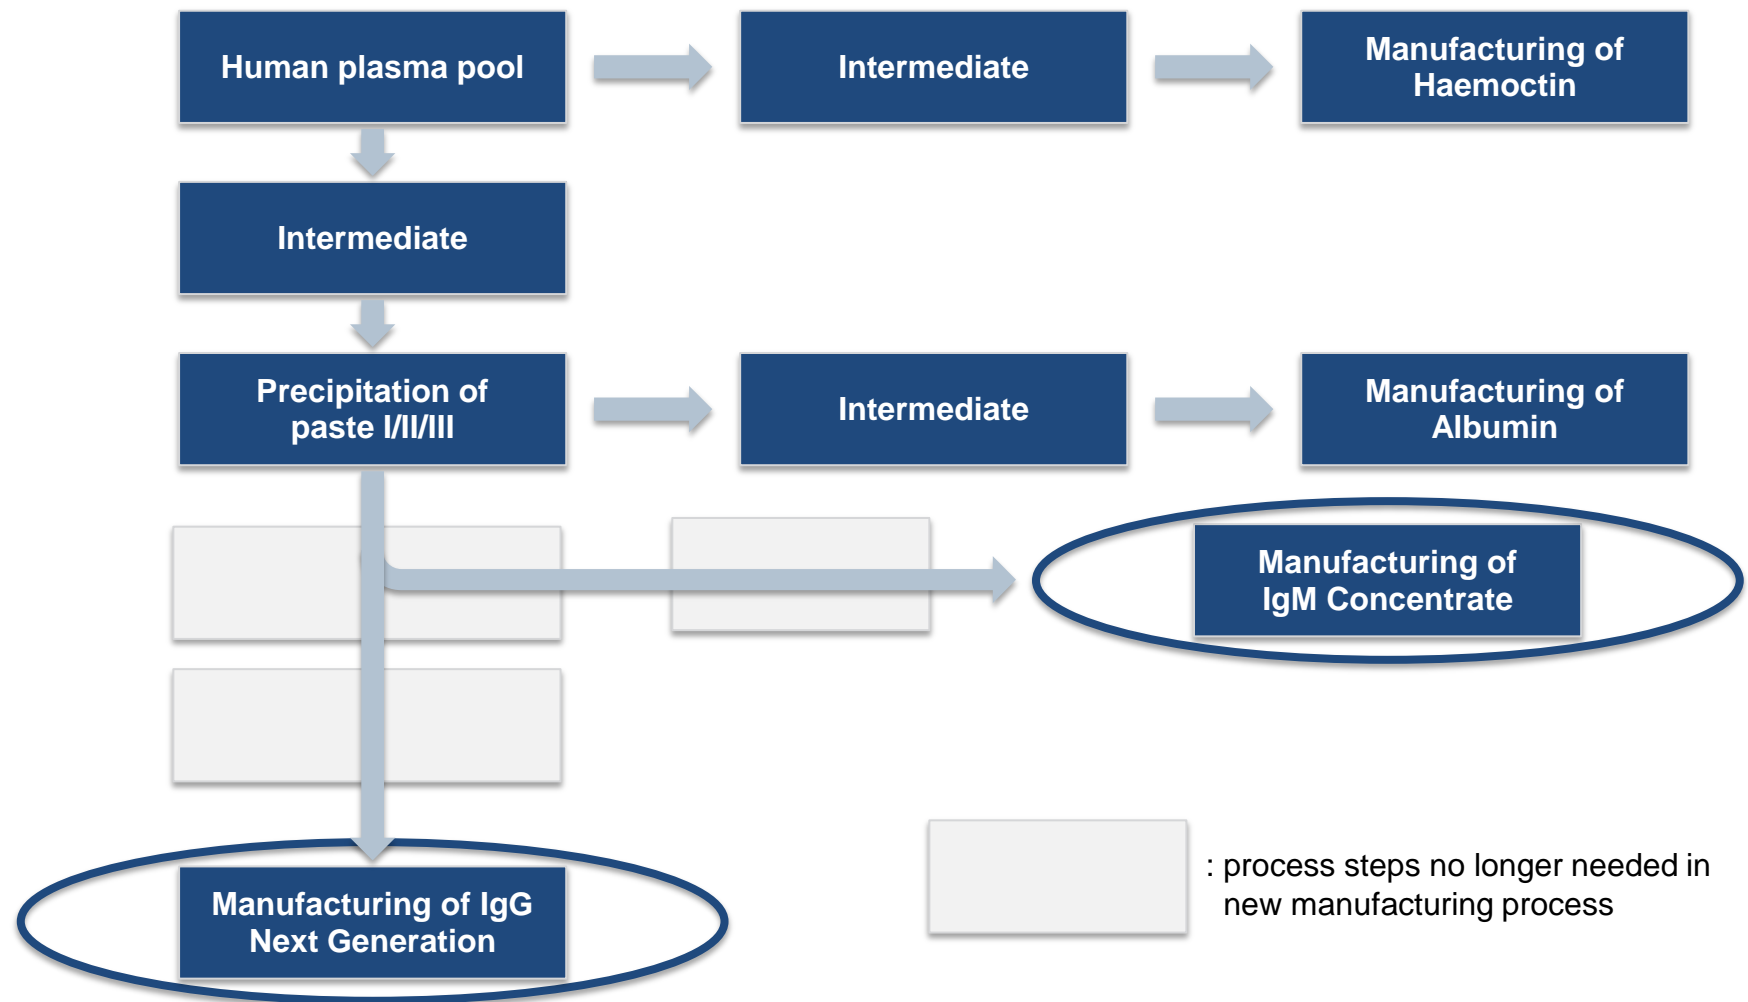 Human plasma pool
Intermediate
Manufacturing of
Haemoctin
Intermediate
Precipitation of
paste I/II/III
Intermediate
Manufacturing of
Albumin
Manufacturing of
IgM Concentrate
: process steps no longer needed in
new manufacturing process
Manufacturing of IgG
Next Generation